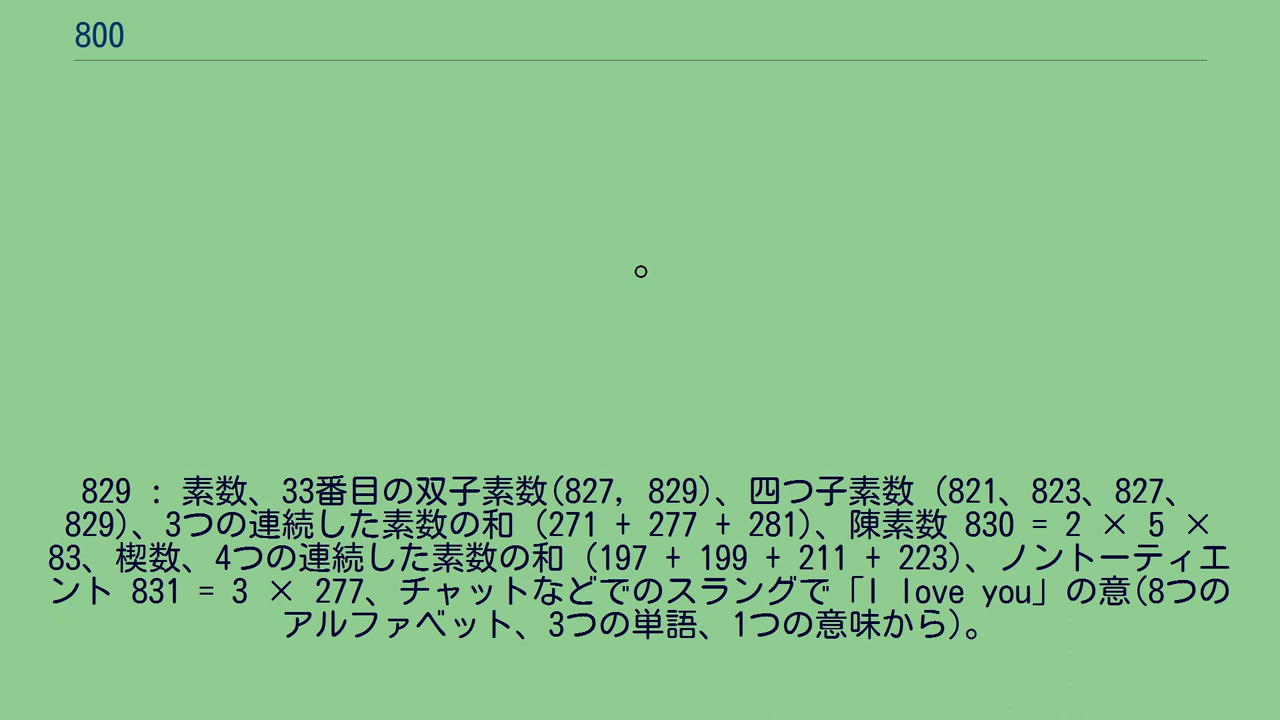 800
829 : 素数、33番目の双子素数(827, 829)、四つ子素数 (821、823、827、
829)、3つの連続した素数の和 (271 + 277 + 281)、陳素数 830 = 2 × 5 ×
83、楔数、4つの連続した素数の和 (197 + 199 + 211 + 223)、ノントーティエ
ント 831 = 3 × 277、チャットなどでのスラングで「I love you」の意(8つの
アルファベット、3つの単語、1つの意味から)。